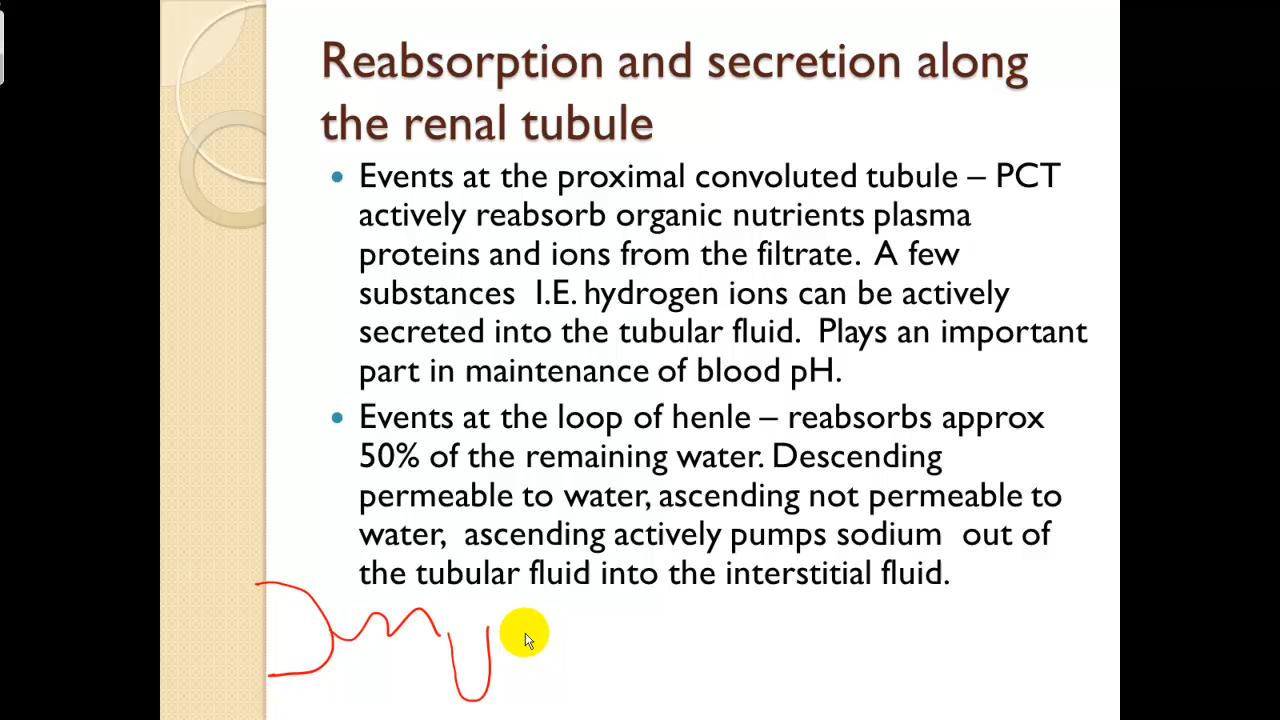 Reabsorption and secretion along
the renal tubule
• Events at the proximal convoluted tubule – PCT
actively reabsorb organic nutrients plasma
proteins and ions from the filtrate. A few
substances I.E. hydrogen ions can be actively
secreted into the tubular fluid. Plays an important
part in maintenance of blood pH.
• Events at the loop of henle – reabsorbs approx
50% of the remaining water. Descending
permeable to water, ascending not permeable to
water, ascending actively pumps sodium out of
the tubular fluid into the interstitial fluid.